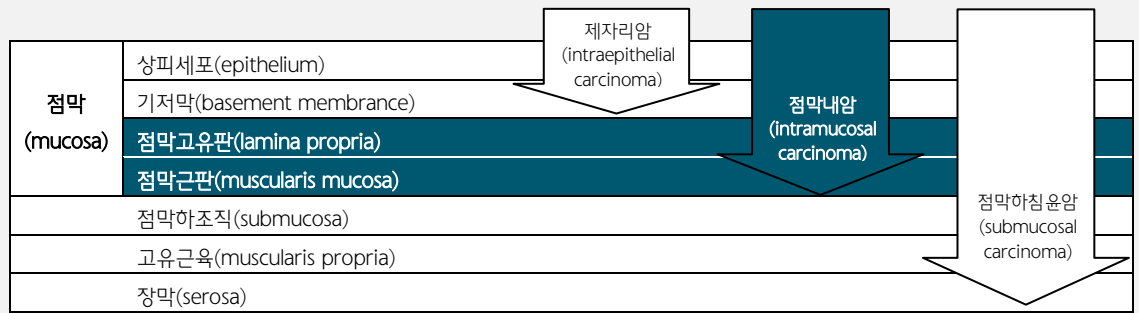 제자리암
(intraepithelial
carcinoma)
점막
(mucosa)
상피세포(epithelium)
기저막(basement membrance)
점막고유판(lamina propria)
점막근판(muscularis mucosa)
점막내암
(intramucosal
carcinoma)
점막하조직(submucosa)
고유근육(muscularis propria)
장막(serosa)
점막하침윤암
(submucosal
carcinoma)